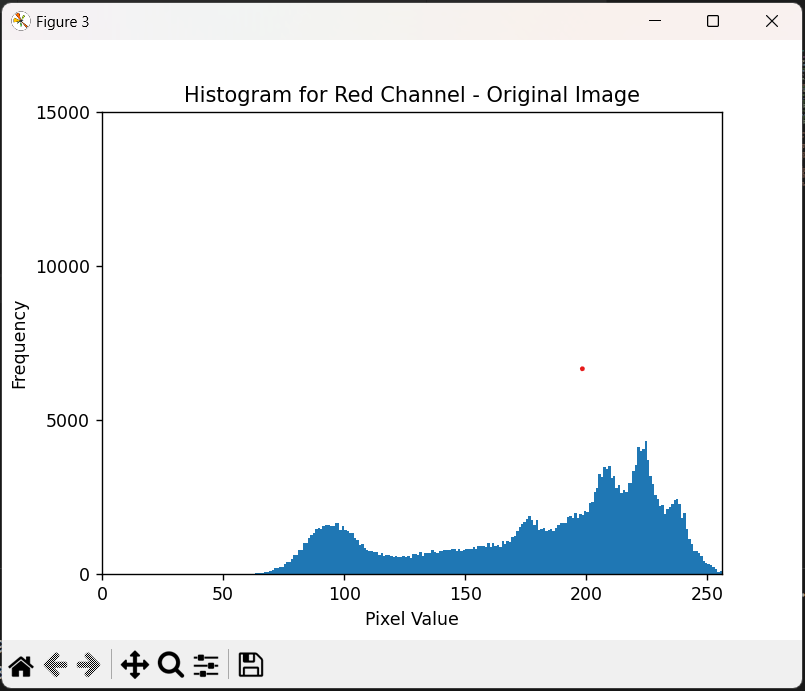 Figure 3
Histogram for Red Channel - Original Image
15000
10000
5000
0
Frequency
0 50 100 150 200 250
Pixel Value